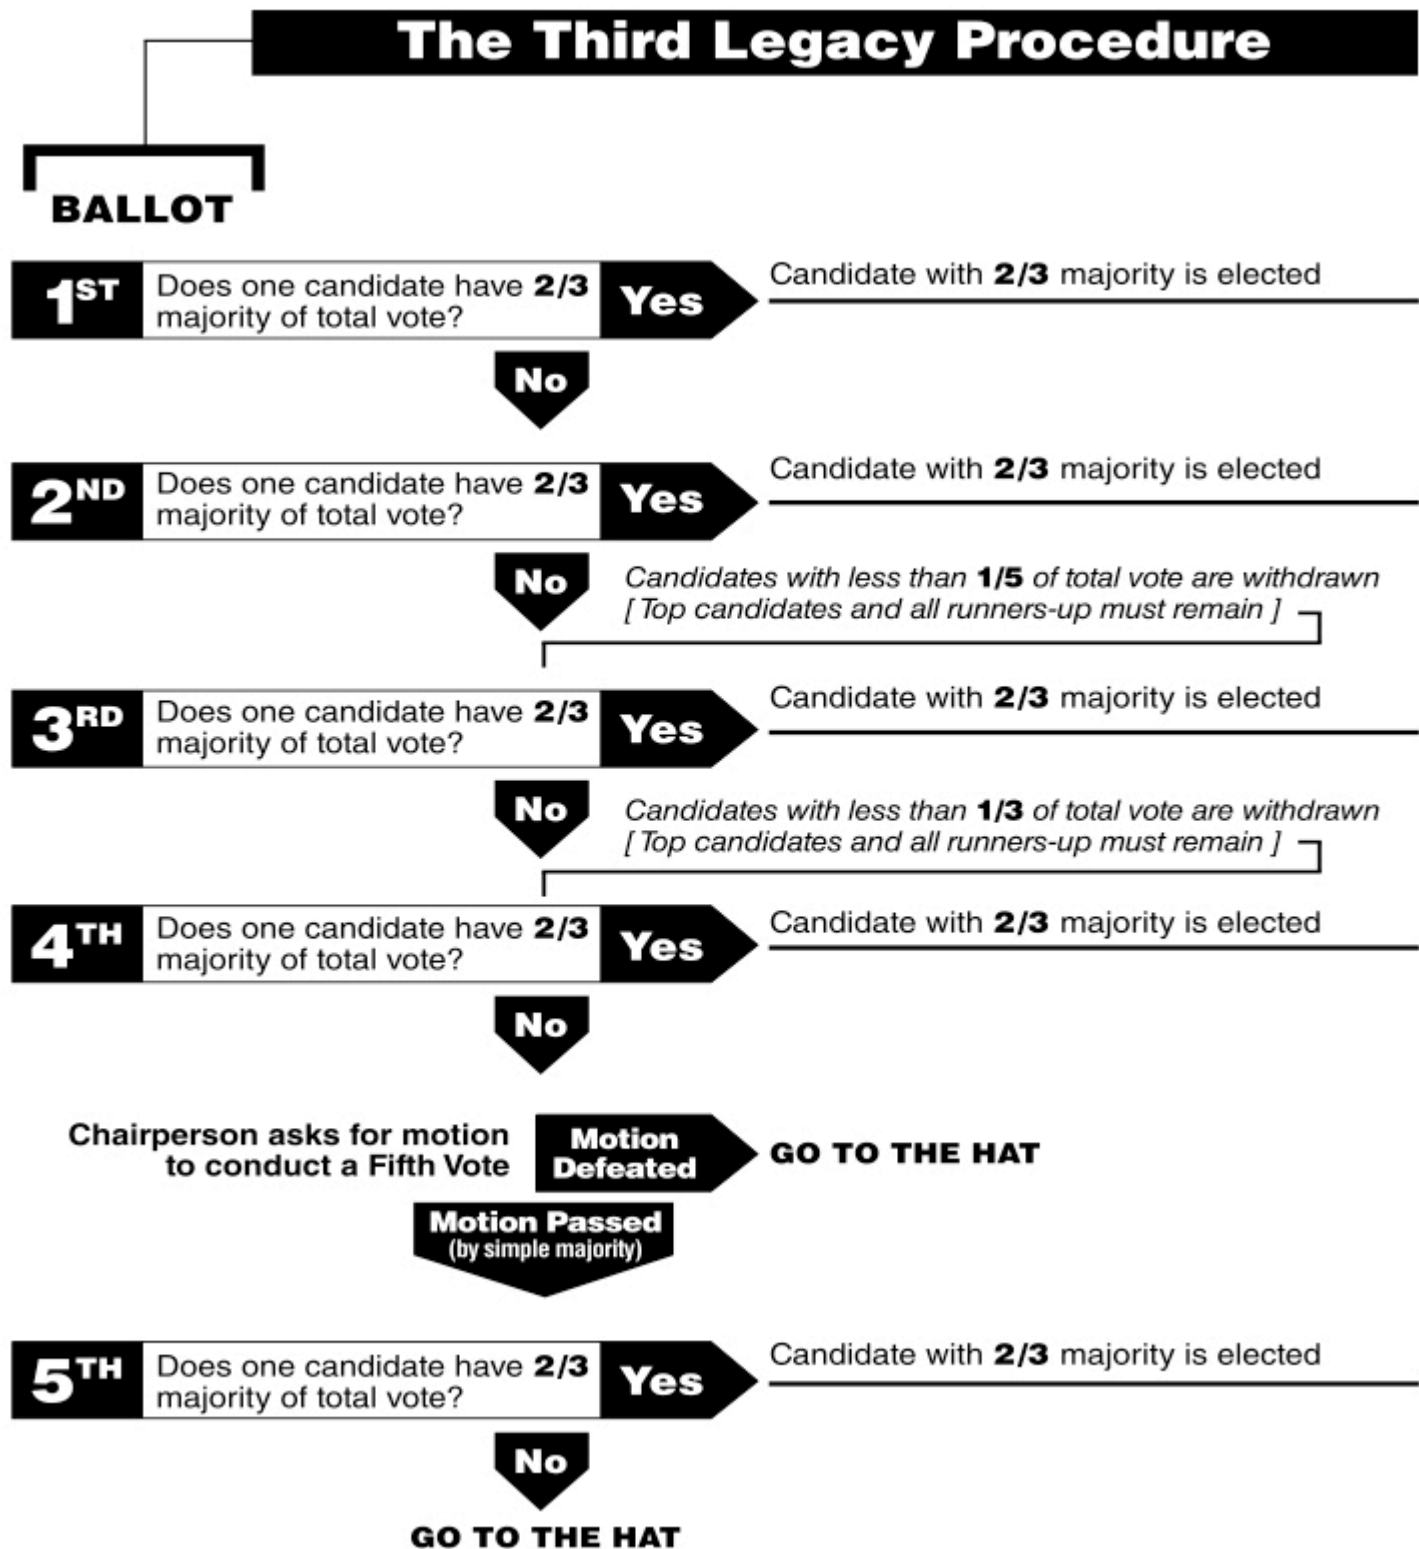 The Third Legacy Procedure
BALLOT
1ST Does one candidate have 2/3 Yes Candidate with 2/3 majority is elected
majority of total vote?
No
2ND Does one candidate have 2/3 Yes Candidate with 2/3 majority is elected
majority of total vote?
No Candidates with less than 1/5 of total vote are withdrawn
[ Top candidates and all runners-up must remain ]
3RD Does one candidate have 2/3 Yes Candidate with 2/3 majority is elected
majority of total vote?
No Candidates with less than 1/3 of total vote are withdrawn
[ Top candidates and all runners-up must remain ]
4TH Does one candidate have 2/3 Yes Candidate with 2/3 majority is elected
majority of total vote?
No
Chairperson asks for motion
to conduct a Fifth Vote
Motion
Defeated
GO TO THE HAT
Motion Passed
(by simple majority)
5TH Does one candidate have 2/3 Yes Candidate with 2/3 majority is elected
majority of total vote?
No
GO TO THE HAT